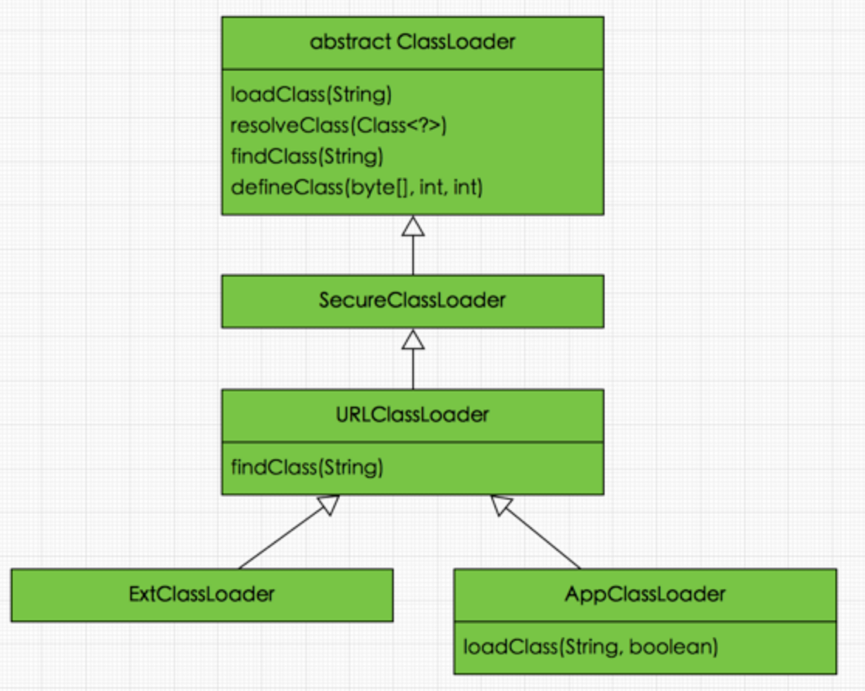 abstract ClassLoader
loadClass(String)
resolveClass(Class<?>)
findClass(String)
defineClass(byte[], int, int)
SecureClassLoader
URLClassLoader
findClass(String)
ExtClassLoader
AppClassLoader
loadClass(String, boolean)